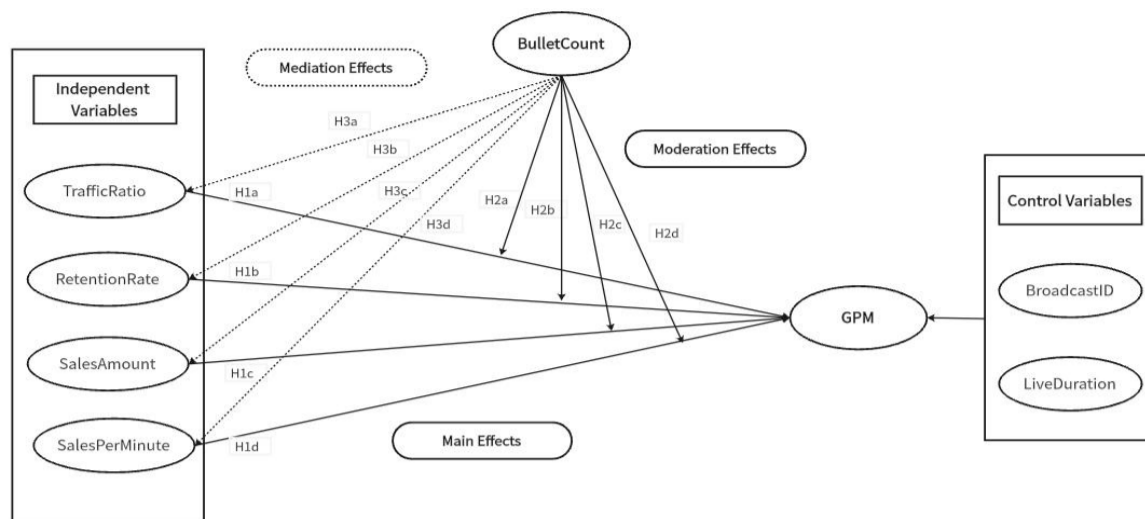 BulletCount
Mediation Effects
Independent
Variables
H3a
H3b
Moderation Effects
TrafficRatio
H1a
H3c
H2a
H2b
H3d
H2c
H2d
Control Variables
RetentionRate
H1b
BroadcastID
GPM
SalesAmount
H1c
LiveDuration
SalesPerMinute
H1d
Main Effects